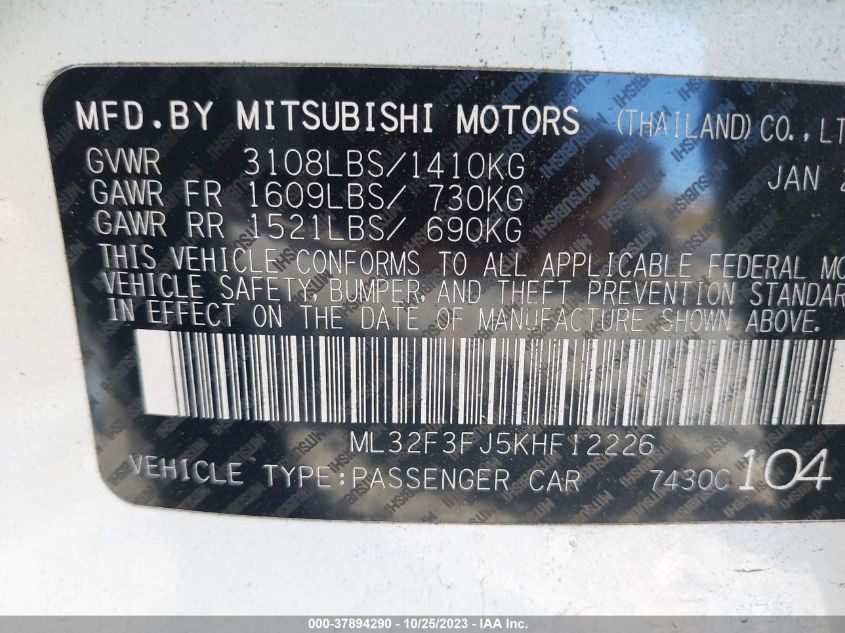 MFD.BY MITSUBISHI MOTORS (THAILAND) CO., LT
GVWR 3108LBS/1410KG JAN
GAWR FR 1609LBS/ 730KG
GAWR RR 1521LBS/ 690KG
THIS VEHICLE CONFORMS TO ALL APPLICABLE FEDERAL MO
VEHICLE SAFETY, BUMPER, AND THEFT PREVENTION STANDAR
IN EFFECT ON THE DATE OF MANUFACTURE SHOWN ABOVE.
ML32F3FJ5KHF12226
VEHICLE TYPE:PASSENGER CAR 7430C 104
000-37894290 - 10/25/2023 - IAA Inc.